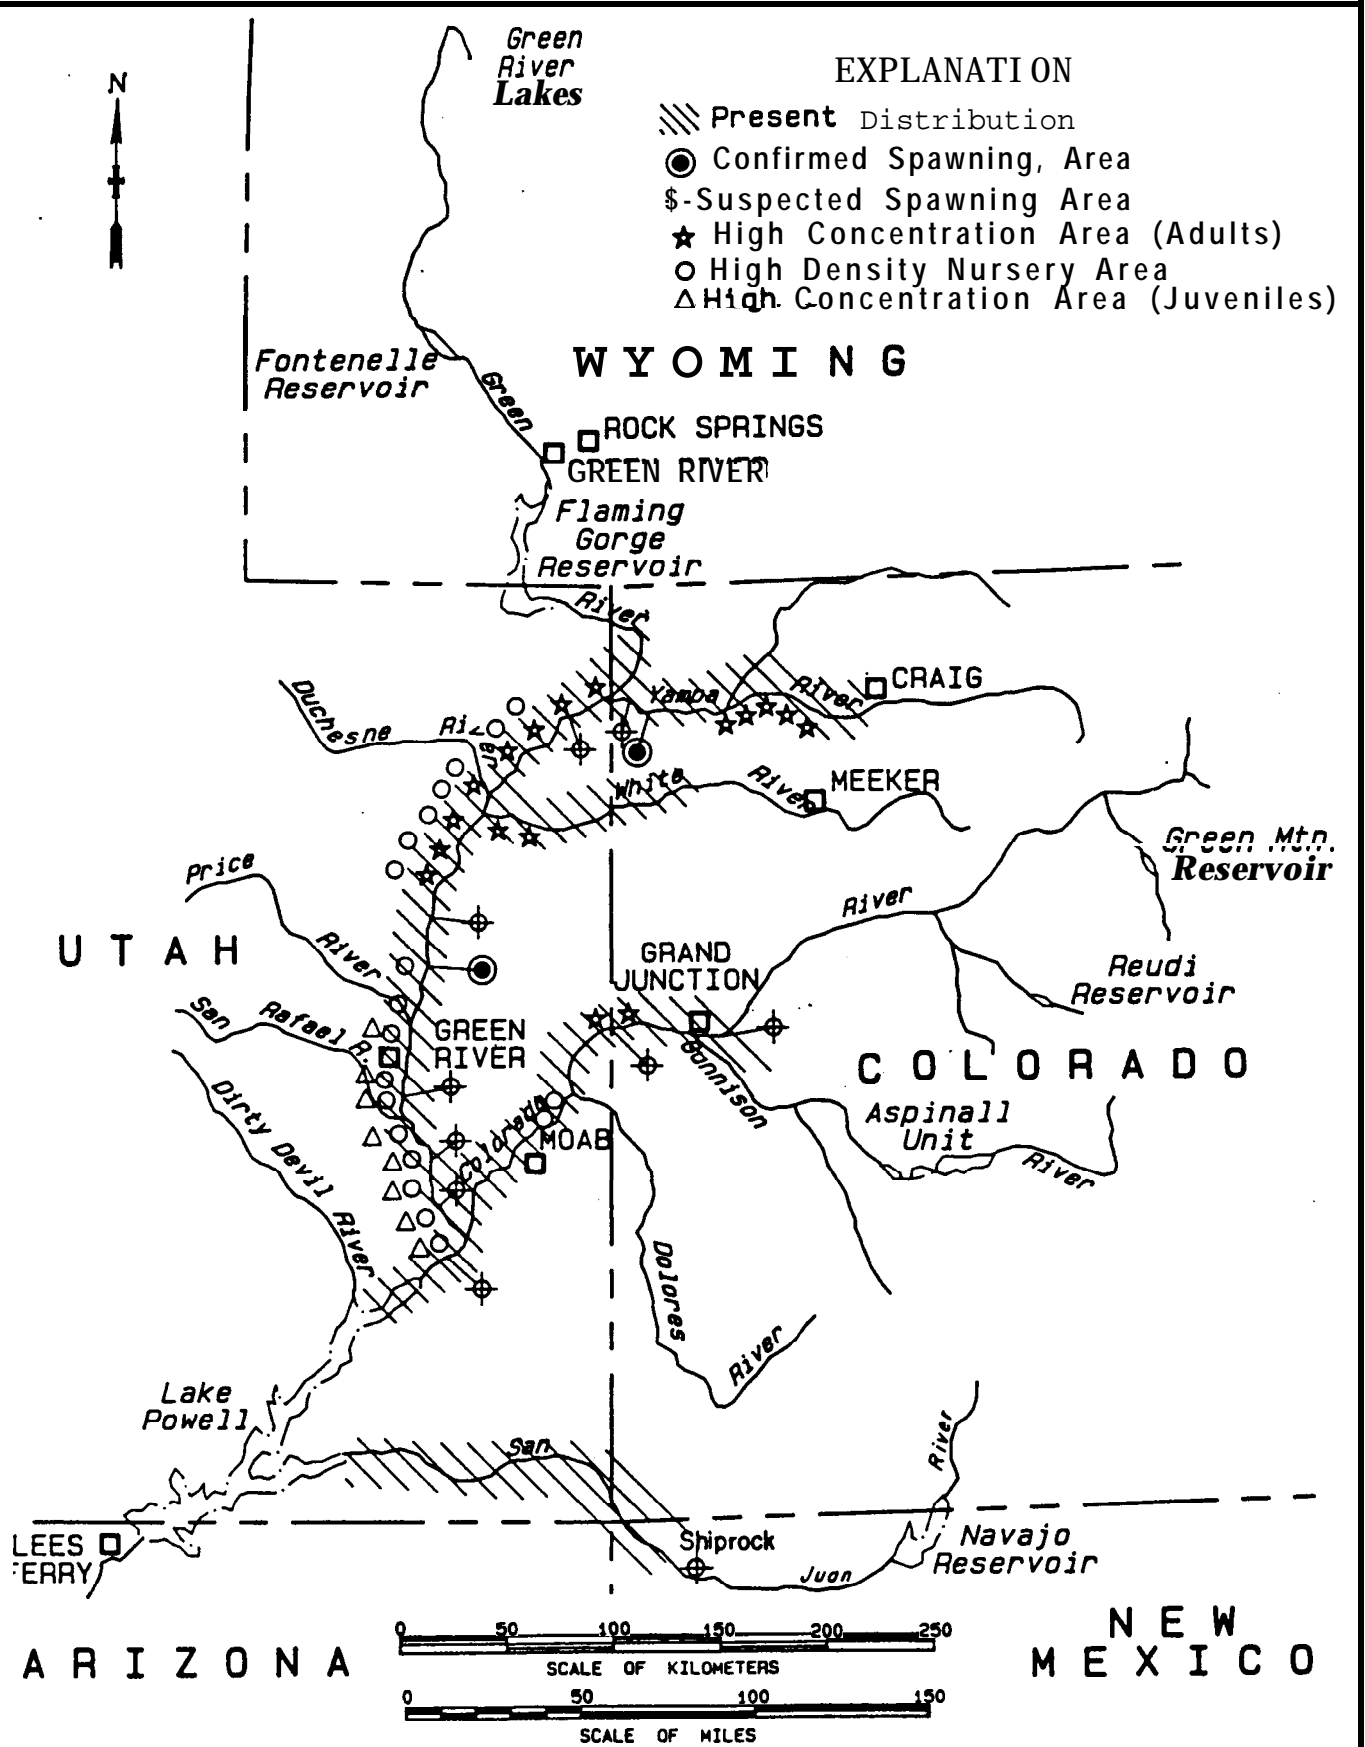 Green
River
Lakes
N
EXPLANATION
Present Distribution
Confirmed Spawning, Area
$-Suspected Spawning Area
High Concentration Area (Adults)
High Density Nursery Area
High Concentration Area (Juveniles)
WYOMING
Fontenelle
Reservoir
Green
ROCK SPRINGS
GREEN RIVER
Flaming
Gorge
Reservoir
River
Yampa
River
CRAIG
Duchesne
River
White
River
MEEKER
Green Mtn.
Reservoir
Price
River
UTAH
River
GRAND
JUNCTION
Reudi
Reservoir
San
Rafael R.
GREEN
RIVER
Gunnison
COLORADO
Dirty Devil
River
Colorado
MOAB
Aspinall
Unit
River
Dolores
River
Lake
Powell
San
River
LEES
FERRY
Shiprock
Juan
Navajo
Reservoir
ARIZONA
NEW
MEXICO
0 50 100 150 200 250
SCALE OF KILOMETERS
0 50 100 150
SCALE OF MILES